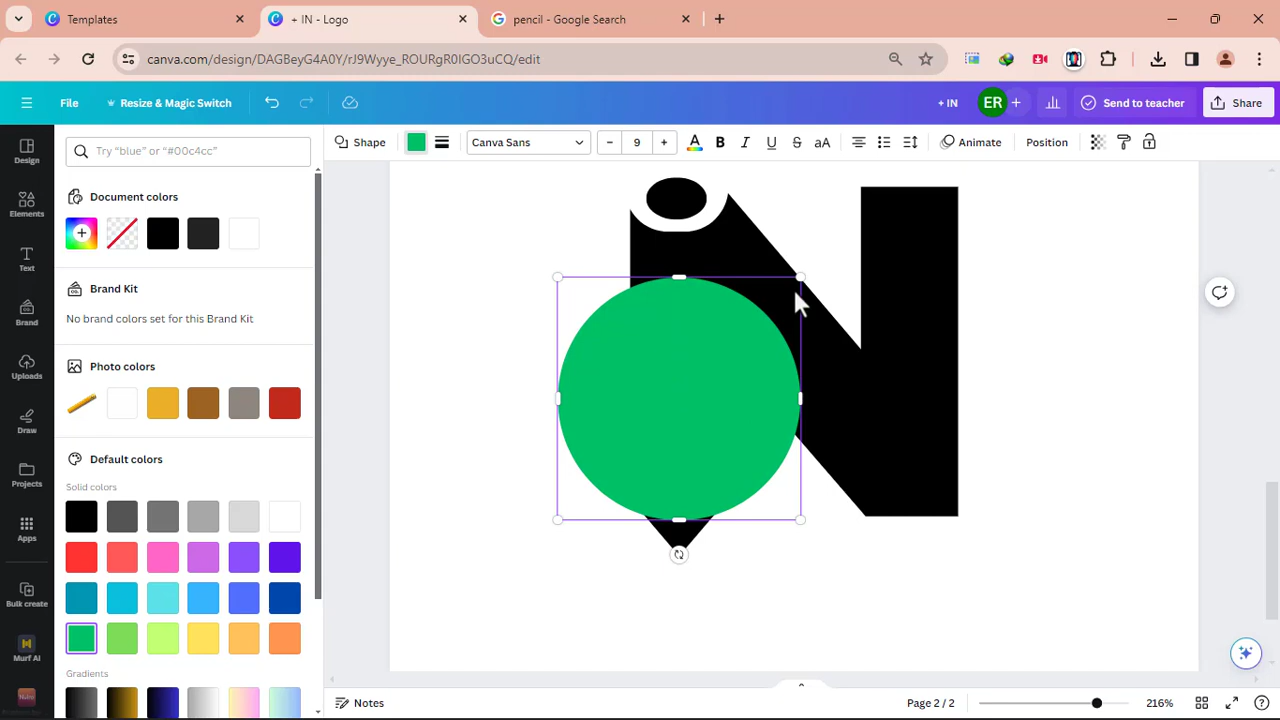 Templates
+ IN - Logo
pencil - Google Search
canva.com/design/DAGBeyG4A0Y/rJ9Wyye_ROURgR0IGO3uCQ/edit
File
Resize & Magic Switch
+ IN
ER
Send to teacher
Share
Design
Elements
Text
Brand
Uploads
Draw
Projects
Apps
Bulk create
Murf AI
Try “blue” or “#00c4cc”
Document colors
Brand Kit
No brand colors set for this Brand Kit
Photo colors
Default colors
Solid colors
Gradients
Shape
Canva Sans
9
B
I
U
S
aA
Animate
Position
N
Notes
Page 2 / 2
216%